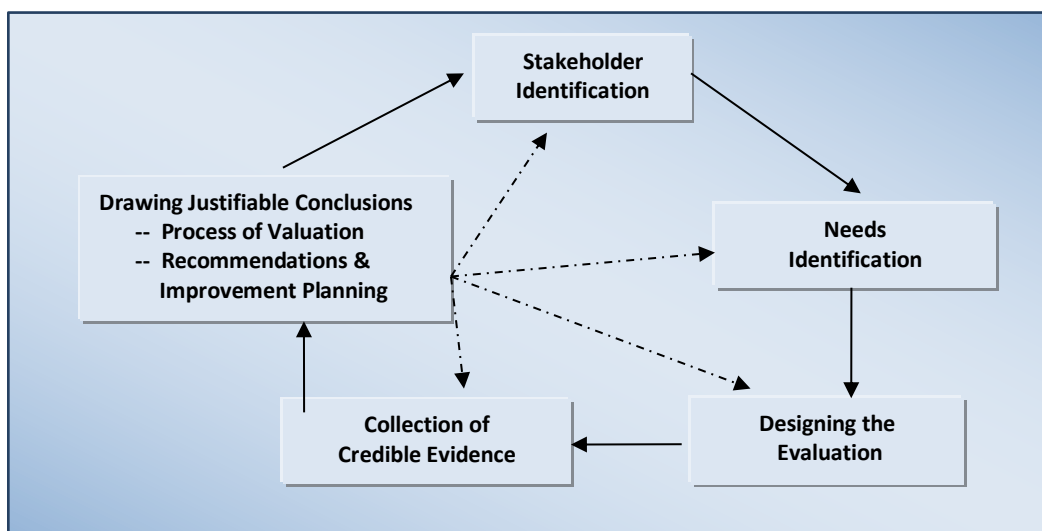 Stakeholder
Identification
Needs
Identification
Designing the
Evaluation
Collection of
Credible Evidence
Drawing Justifiable Conclusions
-- Process of Valuation
-- Recommendations &
Improvement Planning